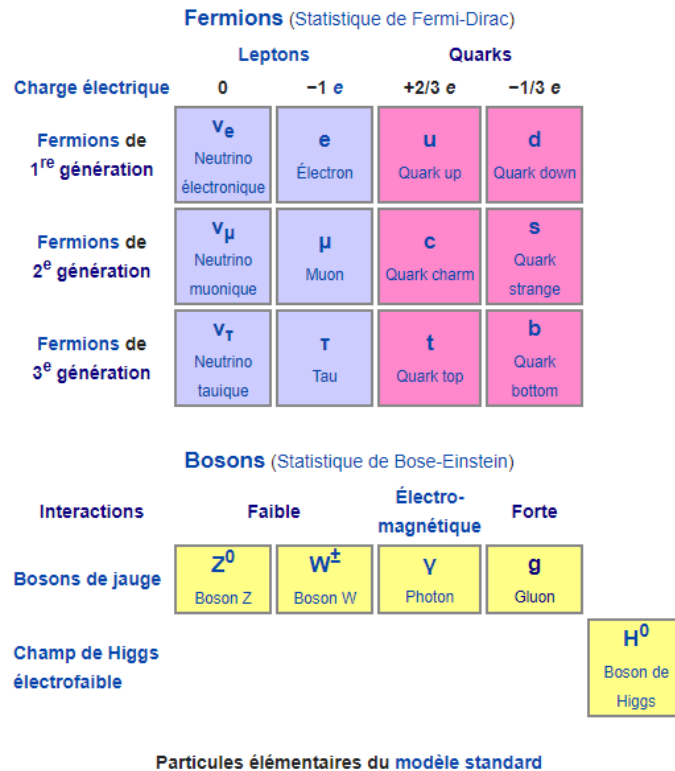 Fermions (Statistique de Fermi-Dirac)
Leptons Quarks
Charge électrique 0 −1 e +2/3 e −1/3 e
Fermions de 1re génération
νe Neutrino électronique
e Électron
u Quark up
d Quark down
Fermions de 2e génération
νμ Neutrino muonique
μ Muon
c Quark charm
s Quark strange
Fermions de 3e génération
ντ Neutrino tauique
τ Tau
t Quark top
b Quark bottom
Bosons (Statistique de Bose-Einstein)
Interactions Faible Électro-magnétique Forte
Bosons de jauge
Z0 Boson Z
W± Boson W
γ Photon
g Gluon
Champ de Higgs électrofaible
H0 Boson de Higgs
Particules élémentaires du modèle standard